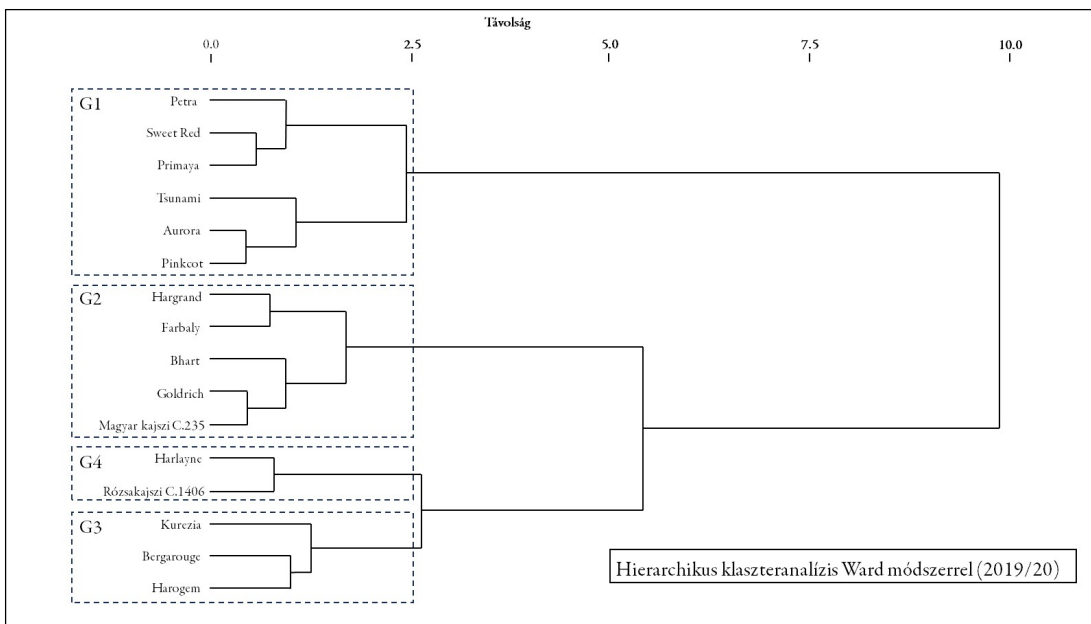 Távolság
0.0 2.5 5.0 7.5 10.0
G1
Petra
Sweet Red
Primaya
Tsunami
Aurora
Pinkcot
G2
Hargrand
Farbaly
Bhart
Goldrich
Magyar kajszi C.235
G4
Harlayne
Rózsakajszi C.1406
G3
Kurezia
Bergarouge
Harogem
Hierarchikus klaszteranalízis Ward módszerrel (2019/20)